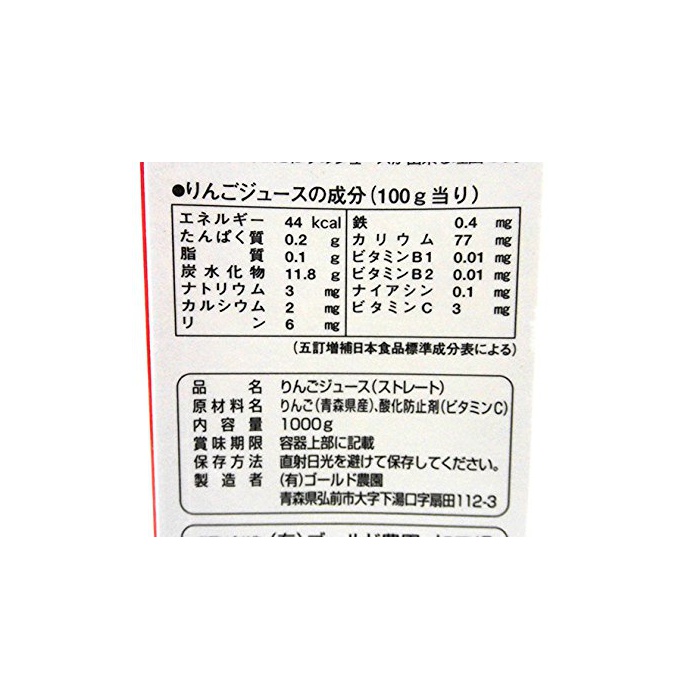 ●りんごジュースの成分(100g当り)
エネルギー 44 kcal
たんぱく質 0.2 g
脂質 0.1 g
炭水化物 11.8 g
ナトリウム 3 mg
カルシウム 2 mg
リン 6 mg
鉄 0.4 mg
カリウム 77 mg
ビタミンB1 0.01 mg
ビタミンB2 0.01 mg
ナイアシン 0.1 mg
ビタミンC 3 mg
(五訂増補日本食品標準成分表による)
品名 りんごジュース(ストレート)
原材料名 りんご(青森県産)、酸化防止剤(ビタミンC)
内容量 1000g
賞味期限 容器上部に記載
保存方法 直射日光を避けて保存してください。
製造者 (有)ゴールド農園
青森県弘前市大字下湯口字扇田112-3
(有)ゴールド農園